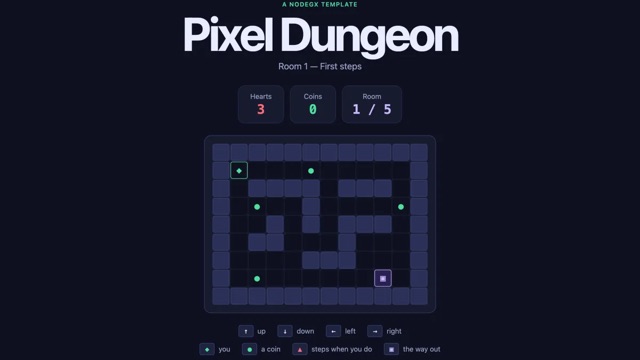 A NODEGX TEMPLATE
Pixel Dungeon
Room 1 — First steps
Hearts Coins Room
3 0 1 / 5
↑ up ↓ down ← left → right
you a coin steps when you do the way out